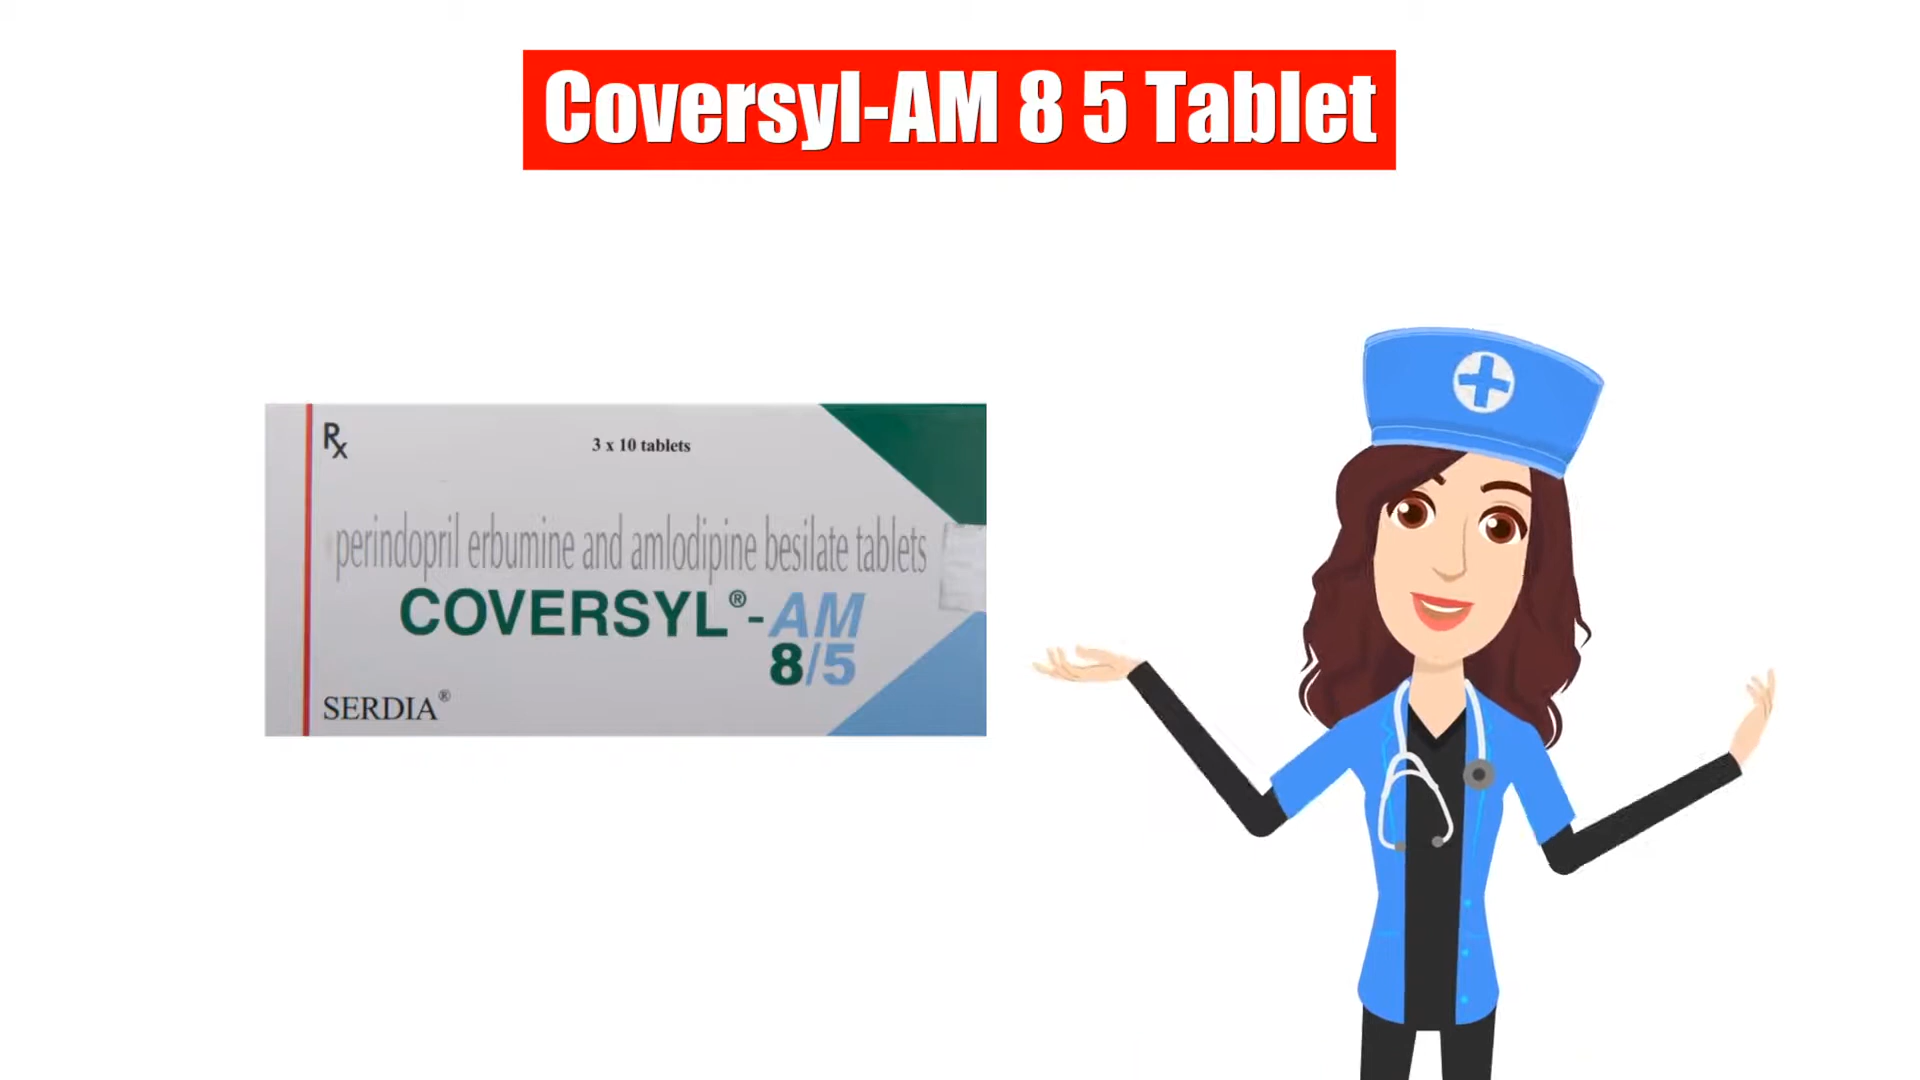 Coversyl-AM 8 5 Tablet
Rx
3 x 10 tablets
perindopril erbumine and amlodipine besilate tablets
COVERSYL®-AM
8/5
SERDIA®